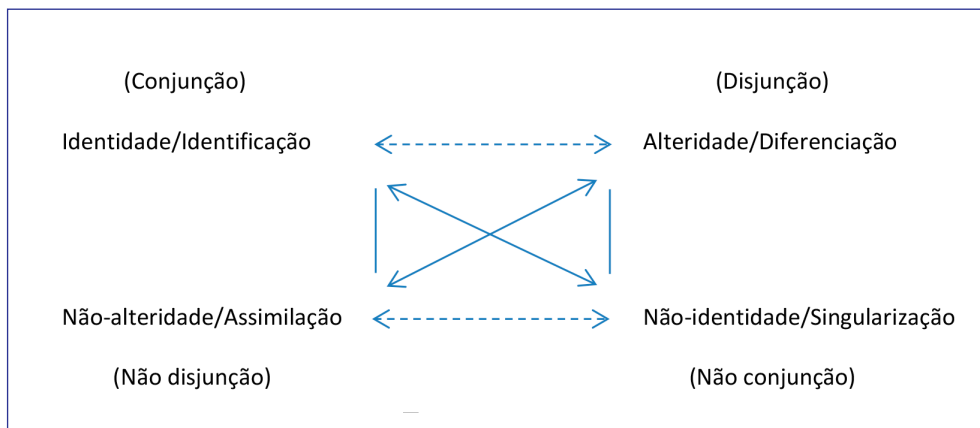 (Conjunção) (Disjunção)
Identidade/Identificação Alteridade/Diferenciação
Não-alteridade/Assimilação Não-identidade/Singularização
(Não disjunção) (Não conjunção)